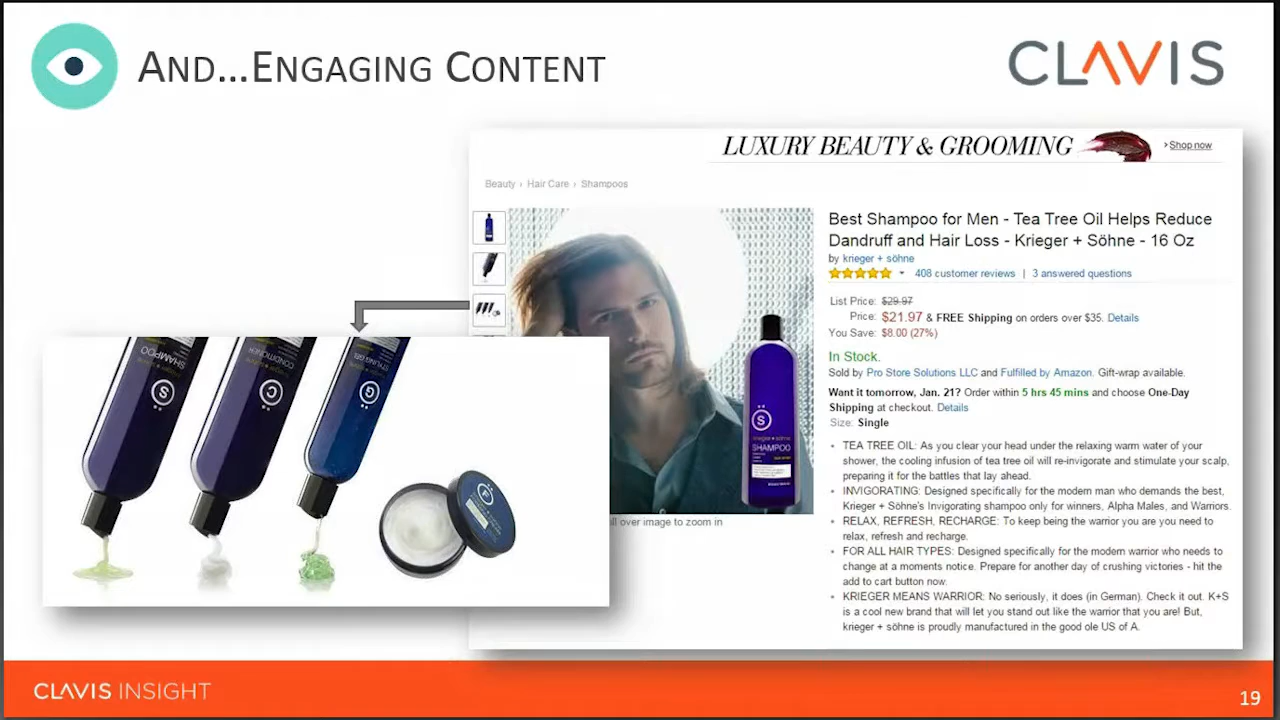 AND...ENGAGING CONTENT
CLAVIS
LUXURY BEAUTY & GROOMING
› Shop now
Beauty › Hair Care › Shampoos
Best Shampoo for Men - Tea Tree Oil Helps Reduce
Dandruff and Hair Loss - Krieger + Söhne - 16 Oz
by krieger + söhne
408 customer reviews | 3 answered questions
List Price: $29.97
Price: $21.97 & FREE Shipping on orders over $35. Details
You Save: $8.00 (27%)
In Stock.
Sold by Pro Store Solutions LLC and Fulfilled by Amazon. Gift-wrap available.
Want it tomorrow, Jan. 21? Order within 5 hrs 45 mins and choose One-Day
Shipping at checkout. Details
Size: Single
• TEA TREE OIL: As you clear your head under the relaxing warm water of your
shower, the cooling infusion of tea tree oil will re-invigorate and stimulate your scalp,
preparing it for the battles that lay ahead.
• INVIGORATING: Designed specifically for the modern man who demands the best,
Krieger + Söhne's Invigorating shampoo only for winners, Alpha Males, and Warriors.
• RELAX, REFRESH, RECHARGE: To keep being the warrior you are you need to
relax, refresh and recharge.
• FOR ALL HAIR TYPES: Designed specifically for the modern warrior who needs to
change at a moments notice. Prepare for another day of crushing victories - hit the
add to cart button now.
• KRIEGER MEANS WARRIOR: No seriously, it does (in German). Check it out. K+S
is a cool new brand that will let you stand out like the warrior that you are! But,
krieger + söhne is proudly manufactured in the good ole US of A.
S̈
krieger + söhne
SHAMPOO
ll over image to zoom in
SHAMPOO
S̈
CONDITIONER
C̈
STYLING GEL
G̈
F̈
CLAVIS INSIGHT
19